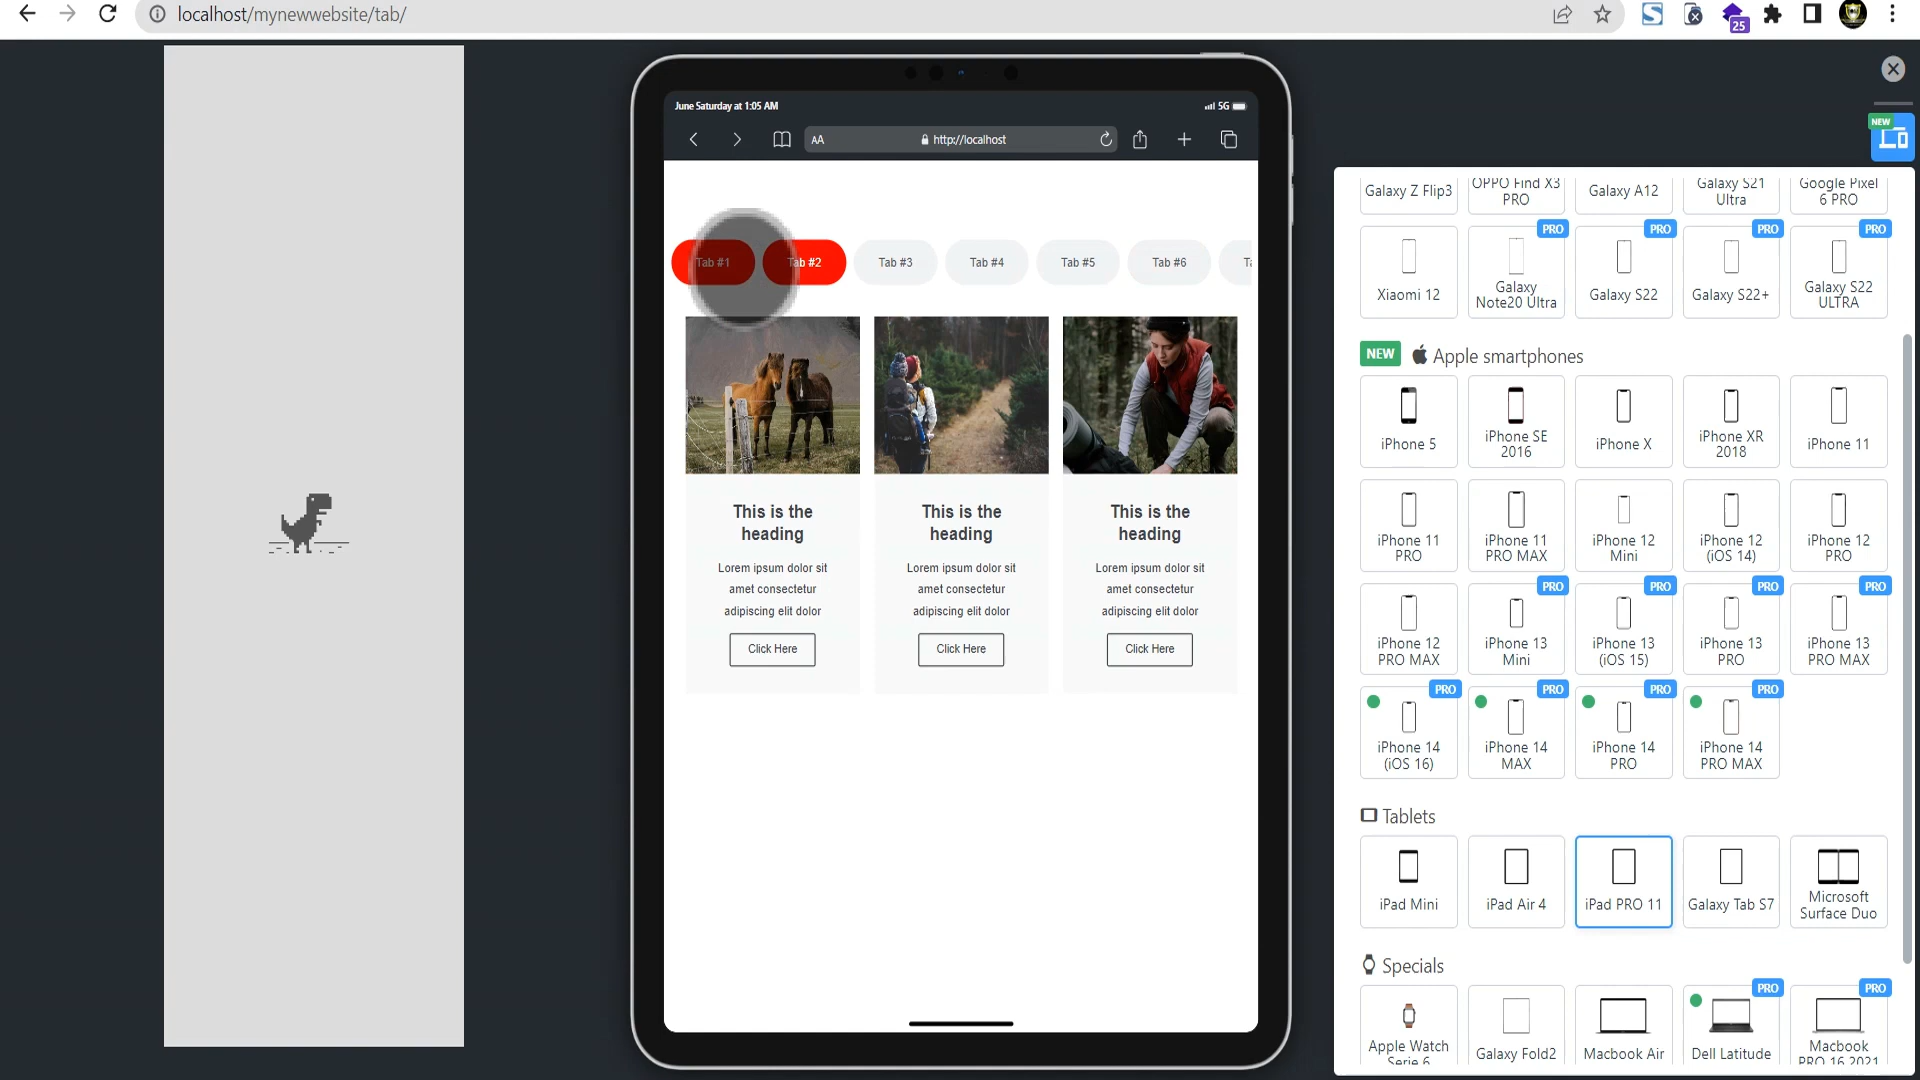 localhost/mynewwebsite/tab/
25
June Saturday at 1:05 AM
5G
AA
http://localhost
Tab #1
Tab #2
Tab #3
Tab #4
Tab #5
Tab #6
This is the
heading
Lorem ipsum dolor sit
amet consectetur
adipiscing elit dolor
Click Here
This is the
heading
Lorem ipsum dolor sit
amet consectetur
adipiscing elit dolor
Click Here
This is the
heading
Lorem ipsum dolor sit
amet consectetur
adipiscing elit dolor
Click Here
NEW
Galaxy Z Flip3
OPPO Find X3
PRO
Galaxy A12
Galaxy S21
Ultra
Google Pixel
6 PRO
Xiaomi 12
PRO
Galaxy
Note20 Ultra
PRO
Galaxy S22
PRO
Galaxy S22+
PRO
Galaxy S22
ULTRA
NEW
Apple smartphones
iPhone 5
iPhone SE
2016
iPhone X
iPhone XR
2018
iPhone 11
iPhone 11
PRO
iPhone 11
PRO MAX
iPhone 12
Mini
iPhone 12
(iOS 14)
iPhone 12
PRO
iPhone 12
PRO MAX
PRO
iPhone 13
Mini
PRO
iPhone 13
(iOS 15)
PRO
iPhone 13
PRO
PRO
iPhone 13
PRO MAX
PRO
iPhone 14
(iOS 16)
PRO
iPhone 14
MAX
PRO
iPhone 14
PRO
PRO
iPhone 14
PRO MAX
Tablets
iPad Mini
iPad Air 4
iPad PRO 11
Galaxy Tab S7
Microsoft
Surface Duo
Specials
Apple Watch
Serie 6
Galaxy Fold2
Macbook Air
PRO
Dell Latitude
PRO
Macbook
PRO 16 2021